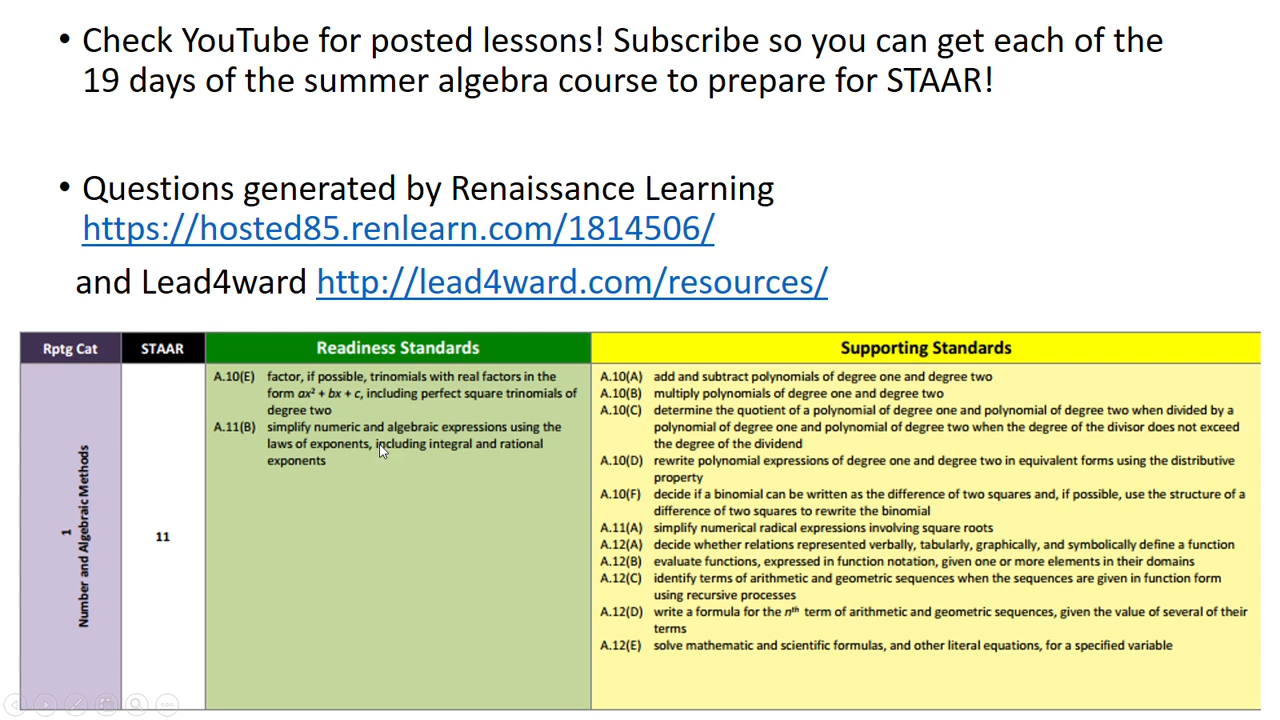 • Check YouTube for posted lessons! Subscribe so you can get each of the
19 days of the summer algebra course to prepare for STAAR!
• Questions generated by Renaissance Learning
https://hosted85.renlearn.com/1814506/
and Lead4ward http://lead4ward.com/resources/
Rptg Cat
STAAR
Readiness Standards
Supporting Standards
1
Number and Algebraic Methods
11
A.10(E) factor, if possible, trinomials with real factors in the
form ax² + bx + c, including perfect square trinomials of
degree two
A.11(B) simplify numeric and algebraic expressions using the
laws of exponents, including integral and rational
exponents
A.10(A) add and subtract polynomials of degree one and degree two
A.10(B) multiply polynomials of degree one and degree two
A.10(C) determine the quotient of a polynomial of degree one and polynomial of degree two when divided by a
polynomial of degree one and polynomial of degree two when the degree of the divisor does not exceed
the degree of the dividend
A.10(D) rewrite polynomial expressions of degree one and degree two in equivalent forms using the distributive
property
A.10(F) decide if a binomial can be written as the difference of two squares and, if possible, use the structure of a
difference of two squares to rewrite the binomial
A.11(A) simplify numerical radical expressions involving square roots
A.12(A) decide whether relations represented verbally, tabularly, graphically, and symbolically define a function
A.12(B) evaluate functions, expressed in function notation, given one or more elements in their domains
A.12(C) identify terms of arithmetic and geometric sequences when the sequences are given in function form
using recursive processes
A.12(D) write a formula for the nᵗʰ term of arithmetic and geometric sequences, given the value of several of their
terms
A.12(E) solve mathematic and scientific formulas, and other literal equations, for a specified variable